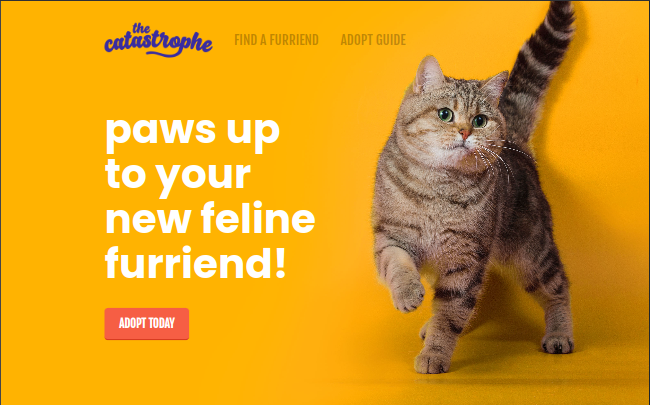 the
catastrophe
FIND A FURRIEND
ADOPT GUIDE
paws up
to your
new feline
furriend!
ADOPT TODAY